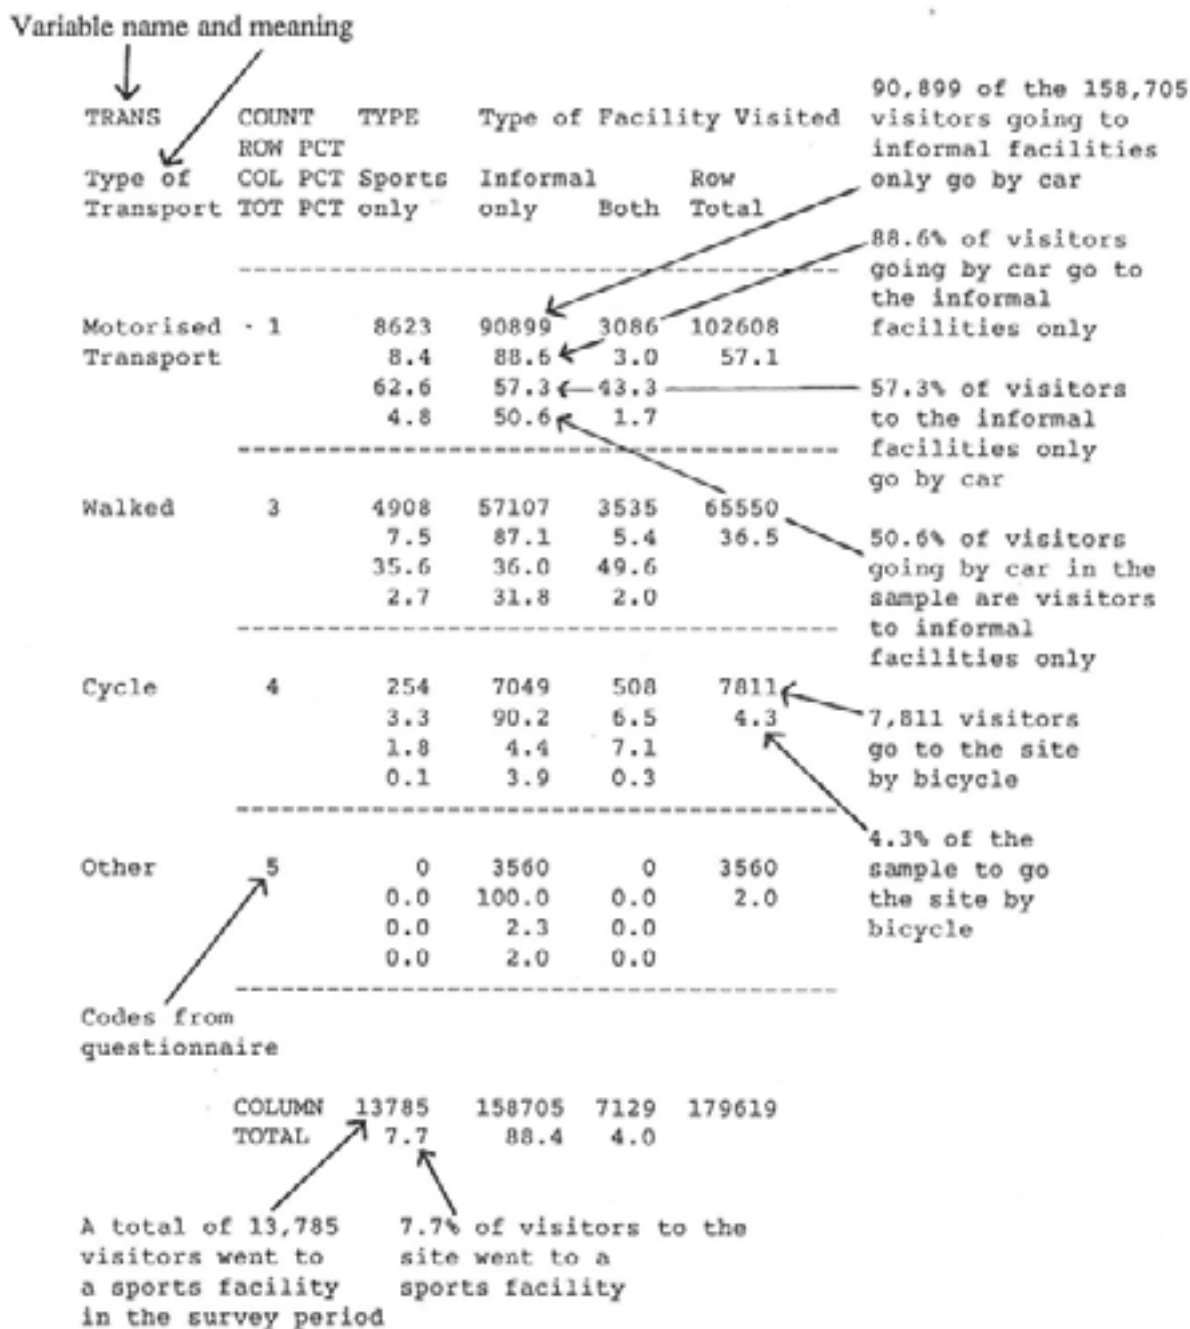 Variable name and meaning
TRANS COUNT TYPE Type of Facility Visited
ROW PCT
Type of COL PCT Sports Informal Row
Transport TOT PCT only only Both Total
Motorised 1 8623 90899 3086 102608
Transport 8.4 88.6 3.0 57.1
62.6 57.3 43.3
4.8 50.6 1.7
Walked 3 4908 57107 3535 65550
7.5 87.1 5.4 36.5
35.6 36.0 49.6
2.7 31.8 2.0
Cycle 4 254 7049 508 7811
3.3 90.2 6.5 4.3
1.8 4.4 7.1
0.1 3.9 0.3
Other 5 0 3560 0 3560
0.0 100.0 0.0 2.0
0.0 2.3 0.0
0.0 2.0 0.0
Codes from
questionnaire
COLUMN 13785 158705 7129 179619
TOTAL 7.7 88.4 4.0
A total of 13,785
visitors went to
a sports facility
in the survey period
7.7% of visitors to the
site went to a
sports facility
90,899 of the 158,705
visitors going to
informal facilities
only go by car
88.6% of visitors
going by car go to
the informal
facilities only
57.3% of visitors
to the informal
facilities only
go by car
50.6% of visitors
going by car in the
sample are visitors
to informal
facilities only
7,811 visitors
go to the site
by bicycle
4.3% of the
sample to go
the site by
bicycle